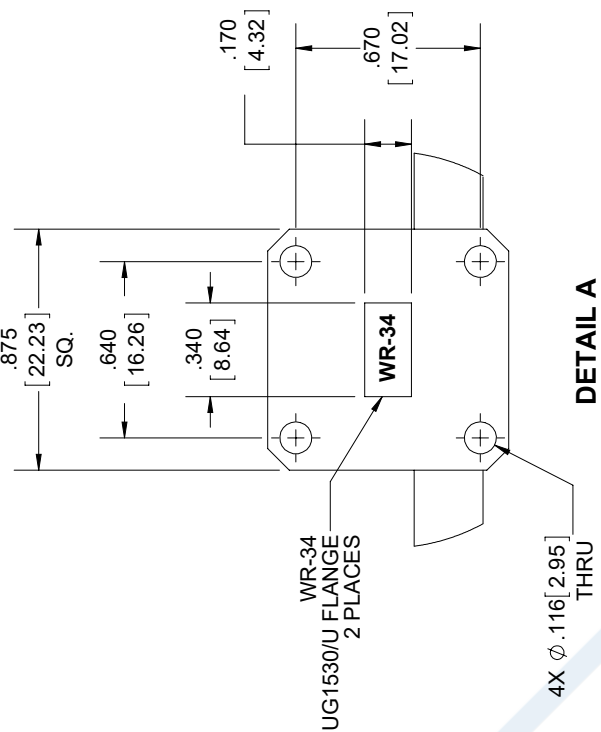 .875
[22.23]
SQ.
.640
[16.26]
.340
[8.64]
.170
[4.32]
.670
[17.02]
WR-34
WR-34
UG1530/U FLANGE
2 PLACES
4X ⌀ .116[2.95]
THRU
DETAIL A